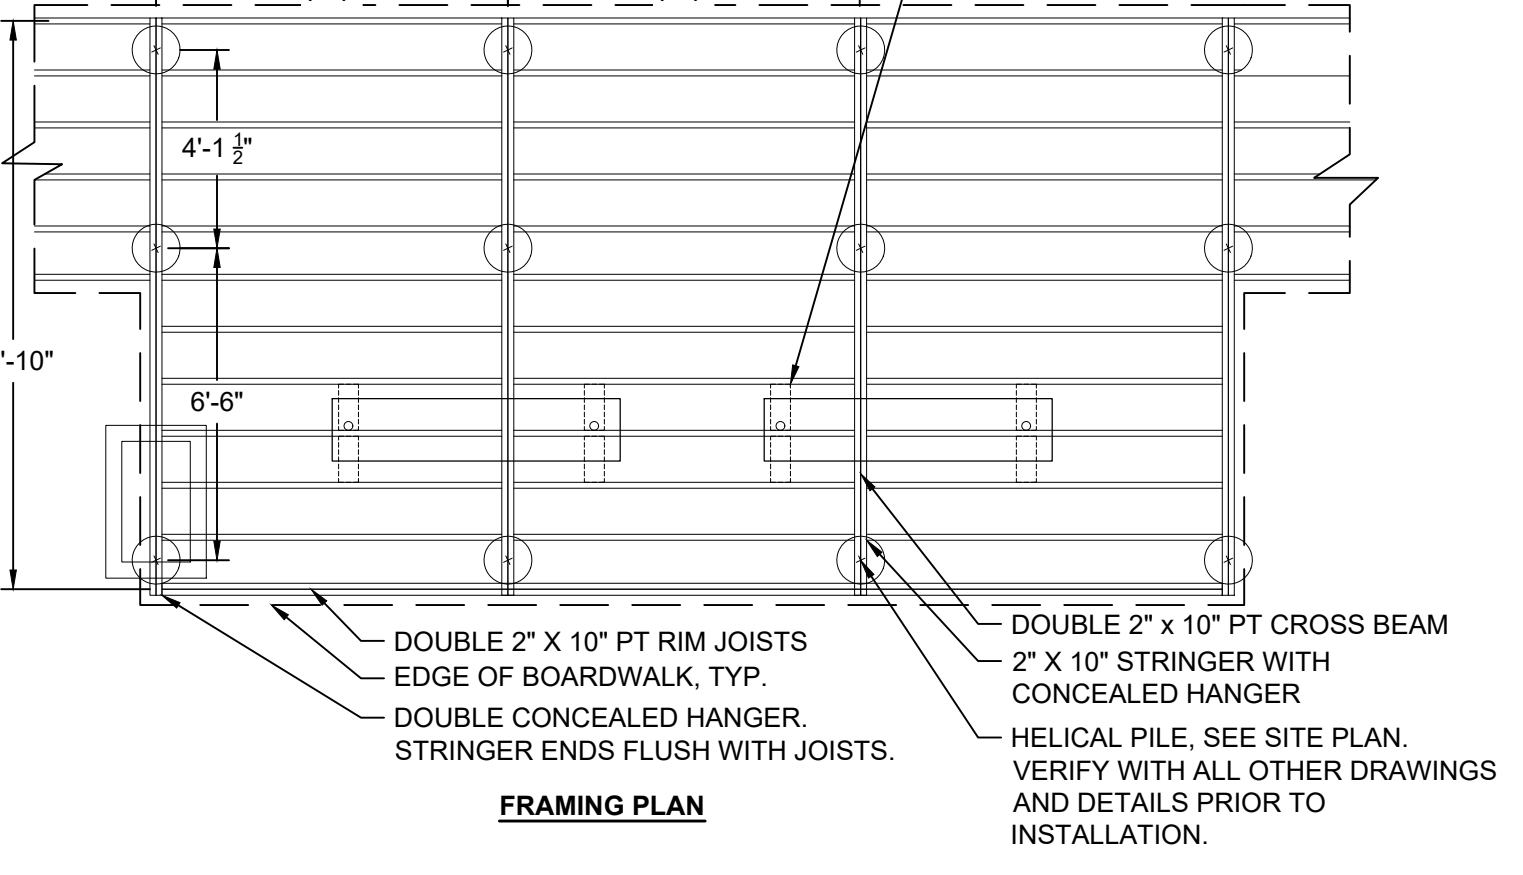 4'-1 1/2"
'-10"
6'-6"
DOUBLE 2" X 10" PT RIM JOISTS
EDGE OF BOARDWALK, TYP.
DOUBLE CONCEALED HANGER.
STRINGER ENDS FLUSH WITH JOISTS.
DOUBLE 2" x 10" PT CROSS BEAM
2" X 10" STRINGER WITH
CONCEALED HANGER
HELICAL PILE, SEE SITE PLAN.
VERIFY WITH ALL OTHER DRAWINGS
AND DETAILS PRIOR TO
INSTALLATION.
FRAMING PLAN